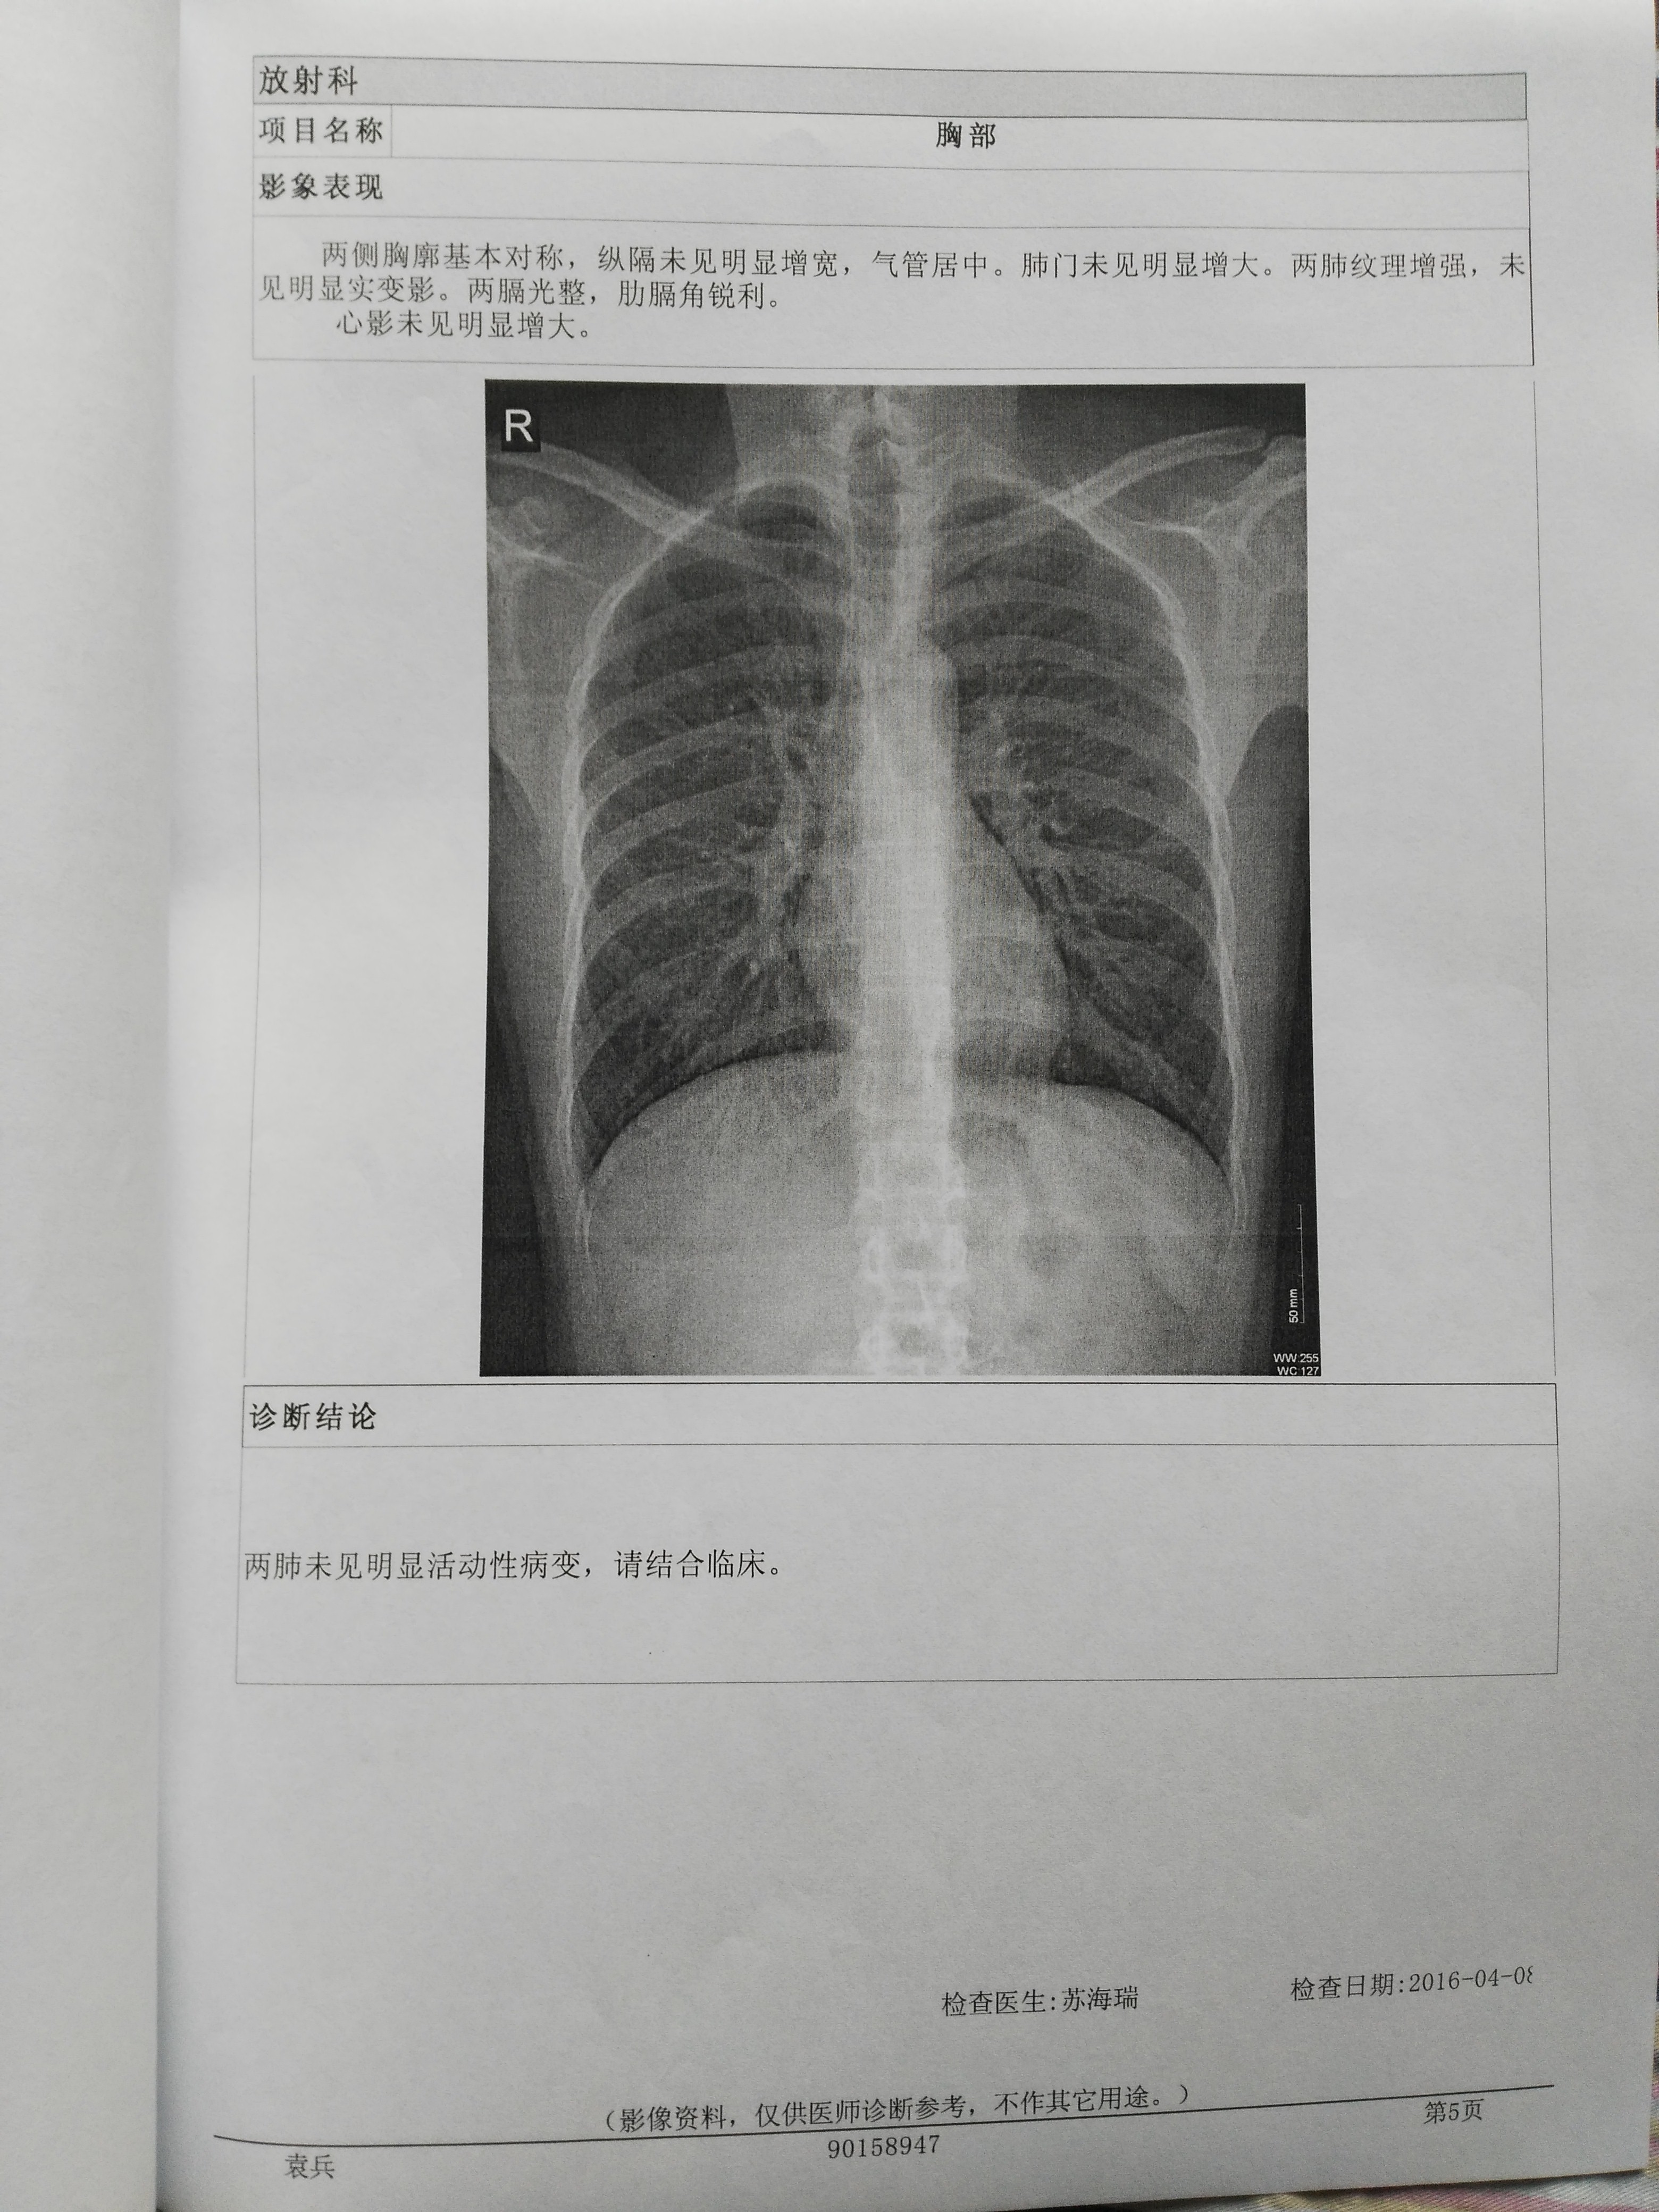 放射科
项目名称 胸部
影象表现
两侧胸廓基本对称，纵隔未见明显增宽，气管居中。肺门未见明显增大。两肺纹理增强，未
见明显实变影。两膈光整，肋膈角锐利。
心影未见明显增大。
R
50 mm
WW:255
WC:127
诊断结论
两肺未见明显活动性病变，请结合临床。
检查医生:苏海瑞 检查日期:2016-04-08
（影像资料，仅供医师诊断参考，不作其它用途。）
第5页
90158947
袁兵